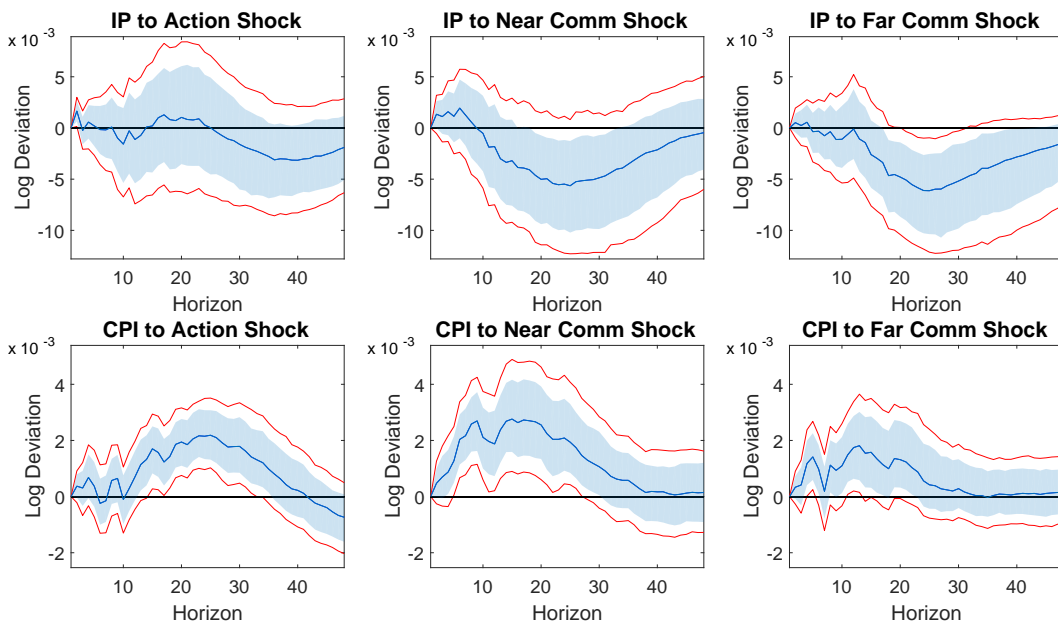 IP to Action Shock
x 10 -3
5
0
-5
-10
Log Deviation
10 20 30 40
Horizon
IP to Near Comm Shock
x 10 -3
5
0
-5
-10
Log Deviation
10 20 30 40
Horizon
IP to Far Comm Shock
x 10 -3
5
0
-5
-10
Log Deviation
10 20 30 40
Horizon
CPI to Action Shock
x 10 -3
4
2
0
-2
Log Deviation
10 20 30 40
Horizon
CPI to Near Comm Shock
x 10 -3
4
2
0
-2
Log Deviation
10 20 30 40
Horizon
CPI to Far Comm Shock
x 10 -3
4
2
0
-2
Log Deviation
10 20 30 40
Horizon